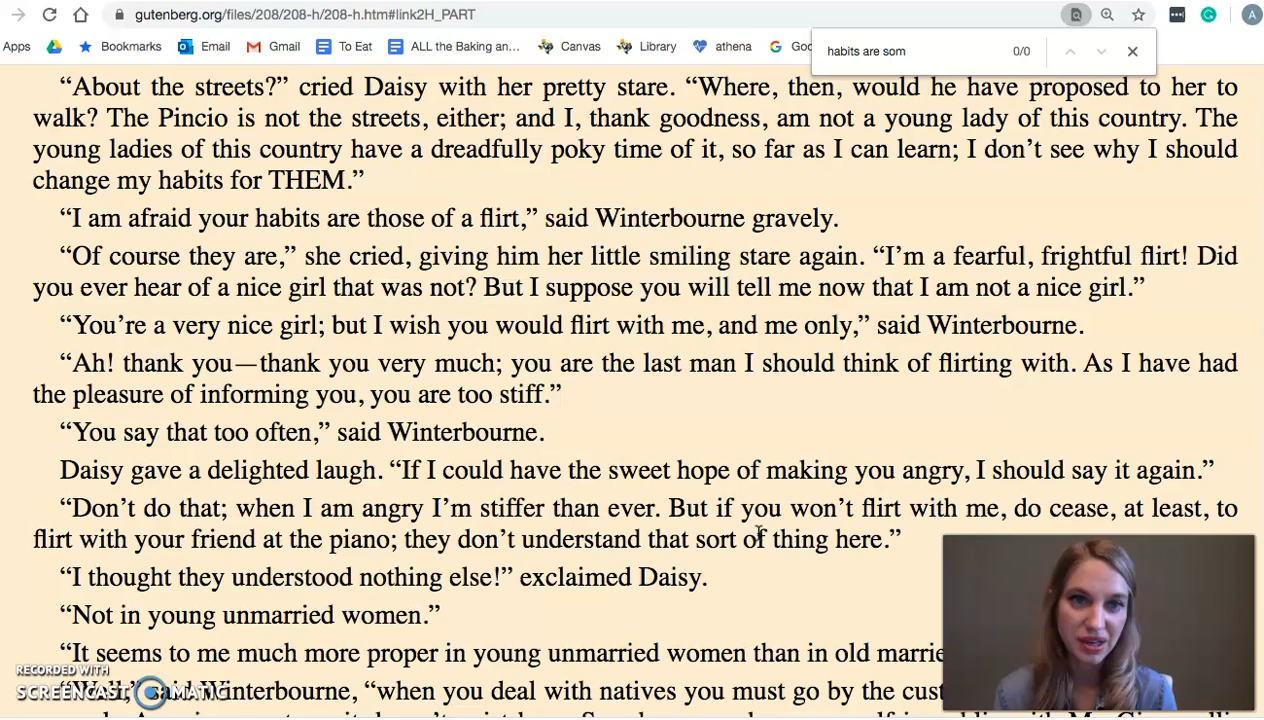 gutenberg.org/files/208/208-h/208-h.htm#link2H_PART
A
Apps Bookmarks Email Gmail To Eat ALL the Baking an... Canvas Library athena Goo
habits are som 0/0
“About the streets?” cried Daisy with her pretty stare. “Where, then, would he have proposed to her to
walk? The Pincio is not the streets, either; and I, thank goodness, am not a young lady of this country. The
young ladies of this country have a dreadfully poky time of it, so far as I can learn; I don’t see why I should
change my habits for THEM.”
“I am afraid your habits are those of a flirt,” said Winterbourne gravely.
“Of course they are,” she cried, giving him her little smiling stare again. “I’m a fearful, frightful flirt! Did
you ever hear of a nice girl that was not? But I suppose you will tell me now that I am not a nice girl.”
“You’re a very nice girl; but I wish you would flirt with me, and me only,” said Winterbourne.
“Ah! thank you—thank you very much; you are the last man I should think of flirting with. As I have had
the pleasure of informing you, you are too stiff.”
“You say that too often,” said Winterbourne.
Daisy gave a delighted laugh. “If I could have the sweet hope of making you angry, I should say it again.”
“Don’t do that; when I am angry I’m stiffer than ever. But if you won’t flirt with me, do cease, at least, to
flirt with your friend at the piano; they don’t understand that sort of thing here.”
“I thought they understood nothing else!” exclaimed Daisy.
“Not in young unmarried women.”
“It seems to me much more proper in young unmarried women than in old marrie
RECORDED WITH
SCREENCAST MATIC
“Well,” said Winterbourne, “when you deal with natives you must go by the cust